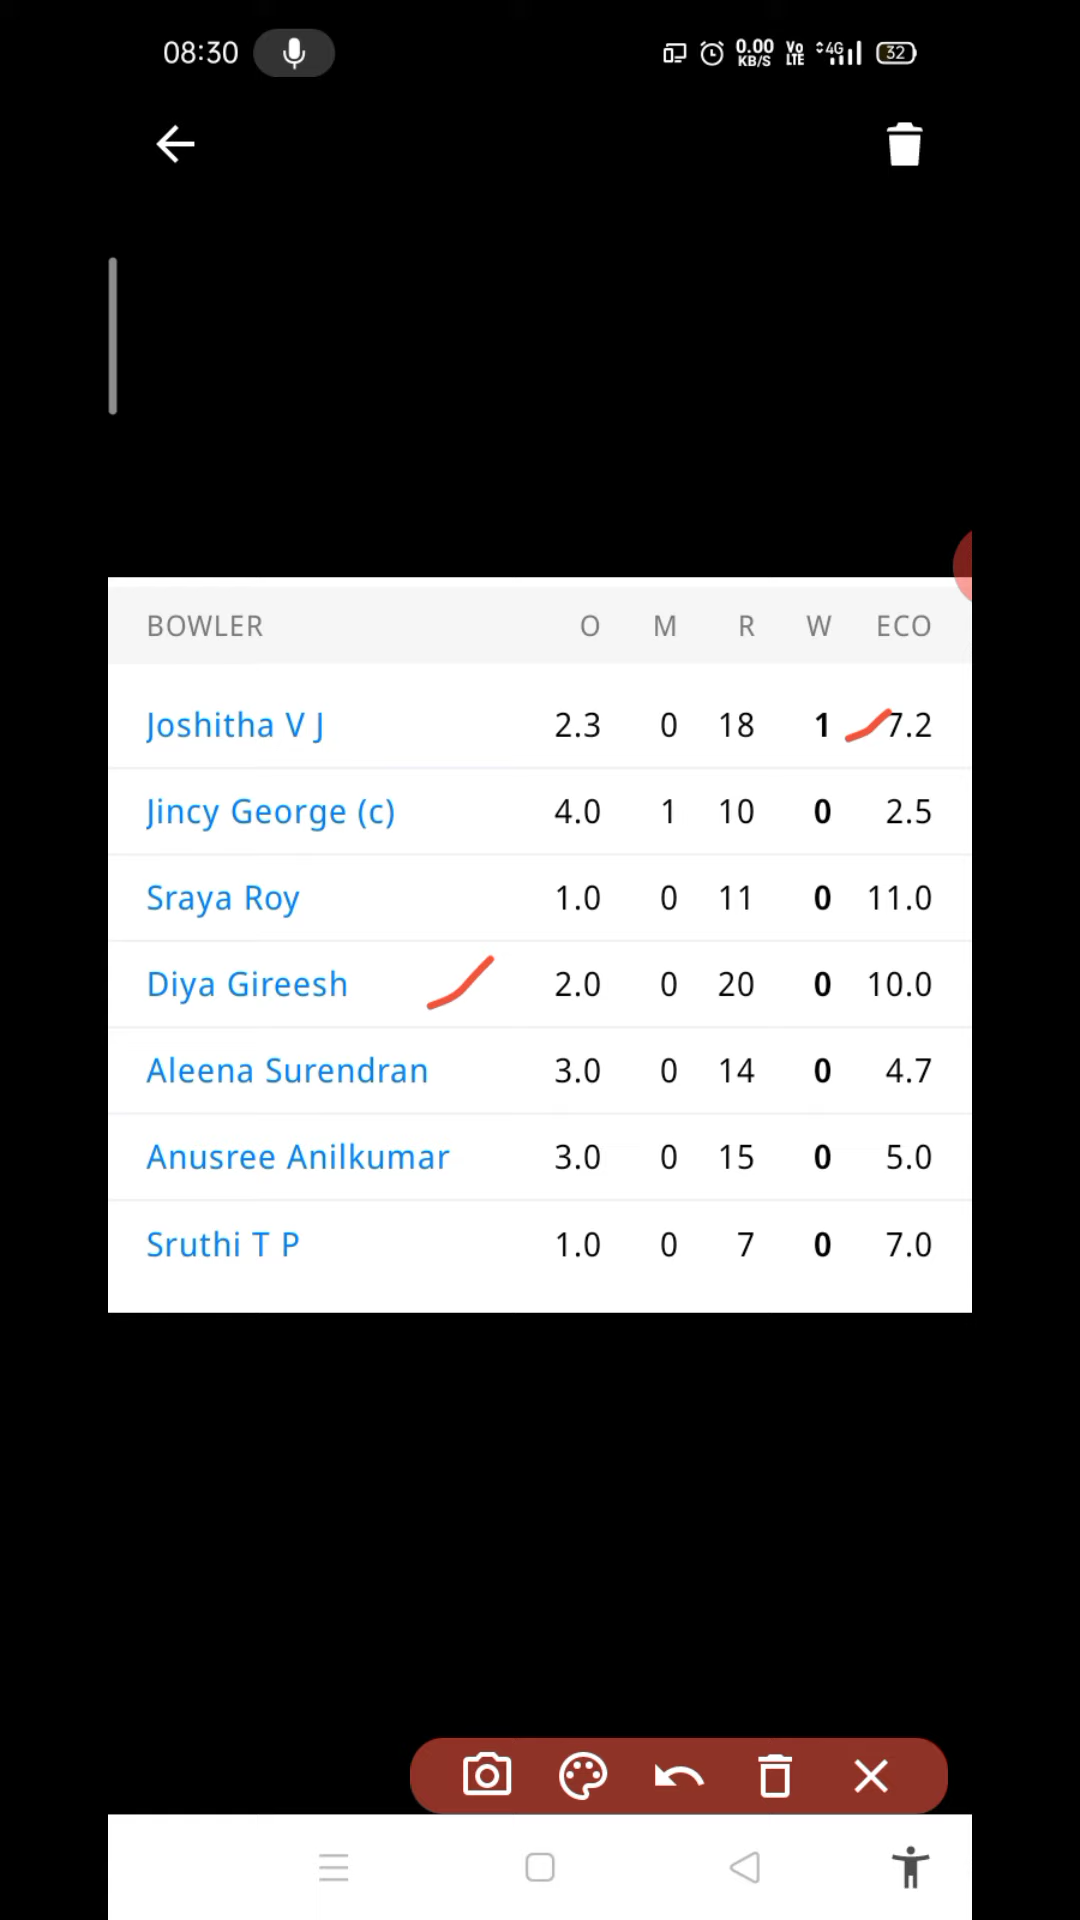 08:30 0.00 KB/S Vo LTE 4G 32
BOWLER O M R W ECO
Joshitha V J 2.3 0 18 1 7.2
Jincy George (c) 4.0 1 10 0 2.5
Sraya Roy 1.0 0 11 0 11.0
Diya Gireesh 2.0 0 20 0 10.0
Aleena Surendran 3.0 0 14 0 4.7
Anusree Anilkumar 3.0 0 15 0 5.0
Sruthi T P 1.0 0 7 0 7.0